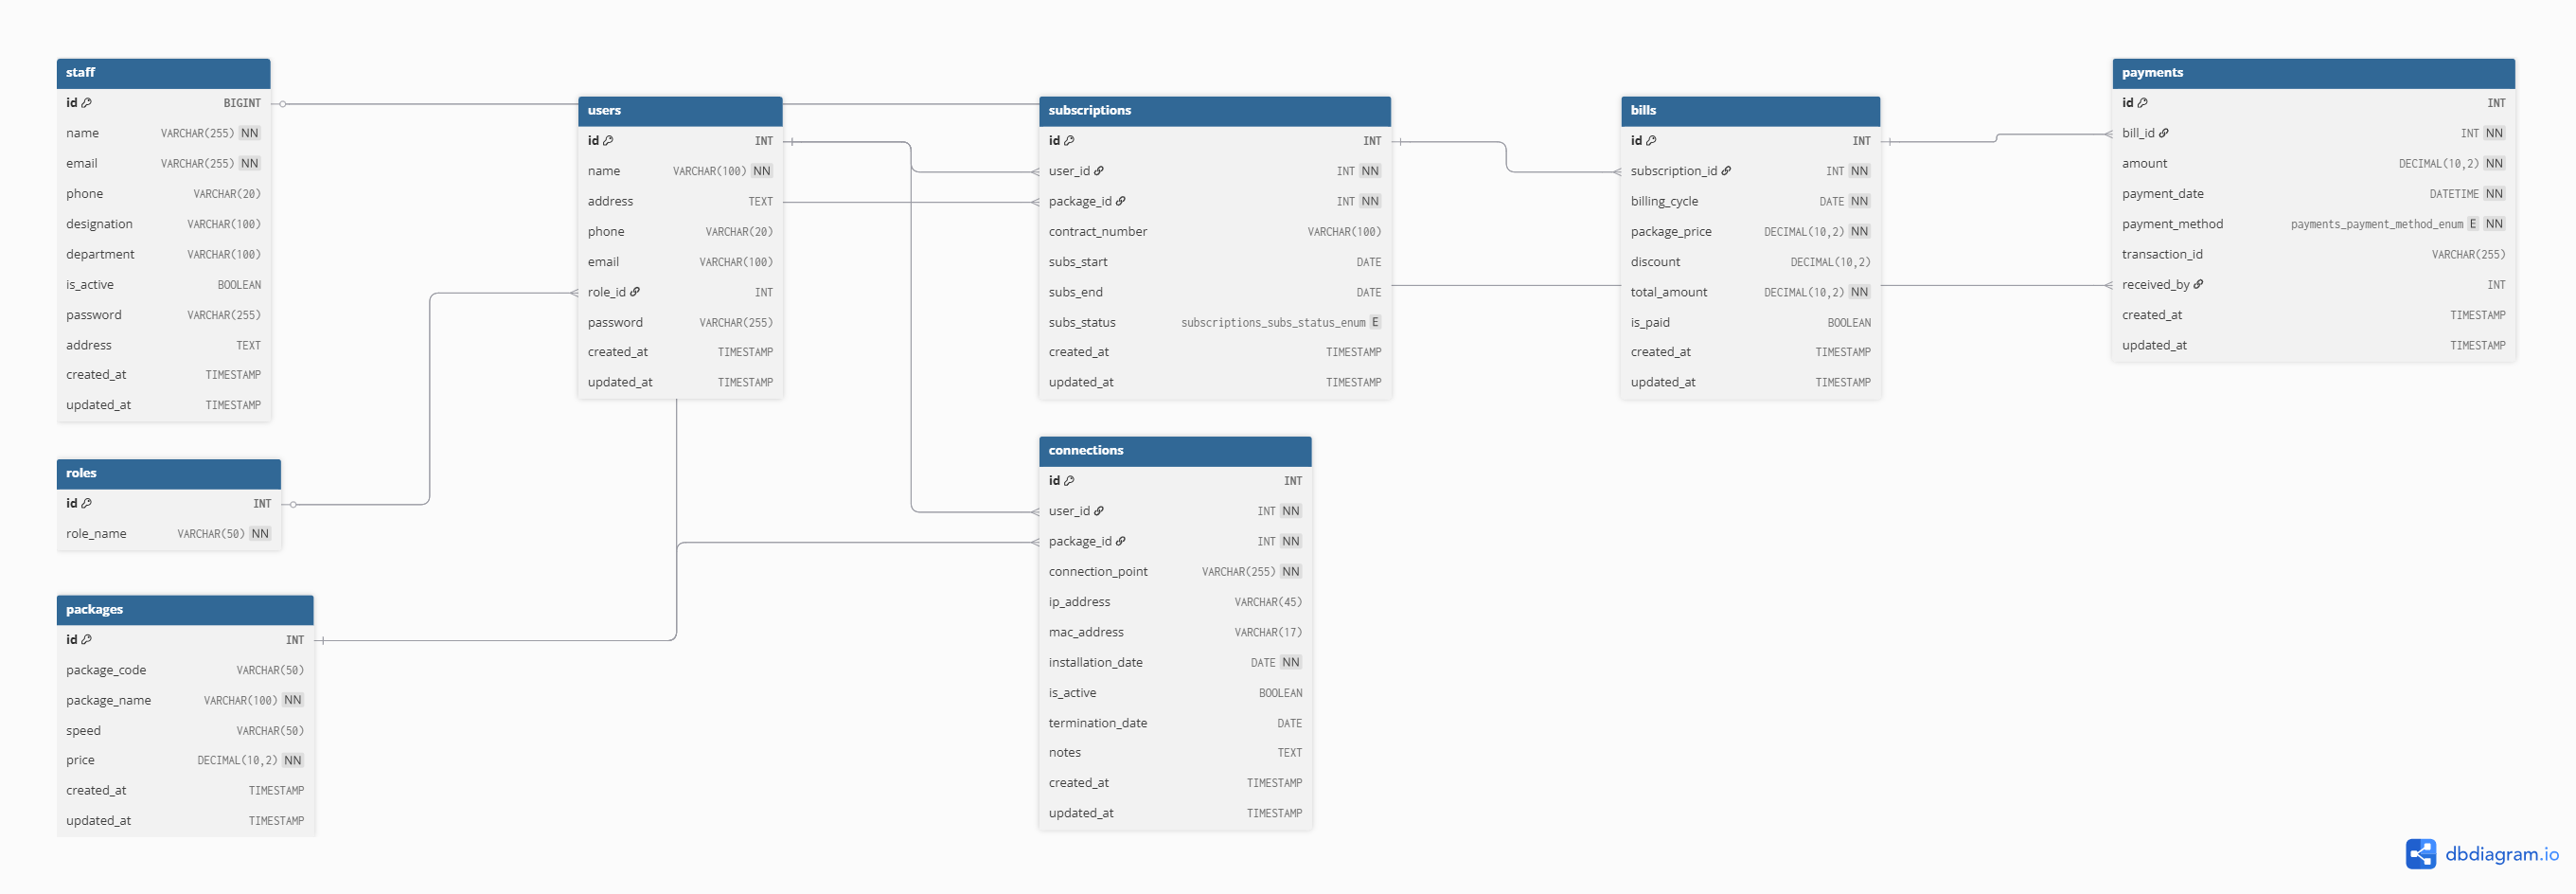 staff
id BIGINT
name VARCHAR(255) NN
email VARCHAR(255) NN
phone VARCHAR(20)
designation VARCHAR(100)
department VARCHAR(100)
is_active BOOLEAN
password VARCHAR(255)
address TEXT
created_at TIMESTAMP
updated_at TIMESTAMP
roles
id INT
role_name VARCHAR(50) NN
packages
id INT
package_code VARCHAR(50)
package_name VARCHAR(100) NN
speed VARCHAR(50)
price DECIMAL(10,2) NN
created_at TIMESTAMP
updated_at TIMESTAMP
users
id INT
name VARCHAR(100) NN
address TEXT
phone VARCHAR(20)
email VARCHAR(100)
role_id INT
password VARCHAR(255)
created_at TIMESTAMP
updated_at TIMESTAMP
subscriptions
id INT
user_id INT NN
package_id INT NN
contract_number VARCHAR(100)
subs_start DATE
subs_end DATE
subs_status subscriptions_subs_status_enum E
created_at TIMESTAMP
updated_at TIMESTAMP
connections
id INT
user_id INT NN
package_id INT NN
connection_point VARCHAR(255) NN
ip_address VARCHAR(45)
mac_address VARCHAR(17)
installation_date DATE NN
is_active BOOLEAN
termination_date DATE
notes TEXT
created_at TIMESTAMP
updated_at TIMESTAMP
bills
id INT
subscription_id INT NN
billing_cycle DATE NN
package_price DECIMAL(10,2) NN
discount DECIMAL(10,2)
total_amount DECIMAL(10,2) NN
is_paid BOOLEAN
created_at TIMESTAMP
updated_at TIMESTAMP
payments
id INT
bill_id INT NN
amount DECIMAL(10,2) NN
payment_date DATETIME NN
payment_method payments_payment_method_enum E NN
transaction_id VARCHAR(255)
received_by INT
created_at TIMESTAMP
updated_at TIMESTAMP
dbdiagram.io